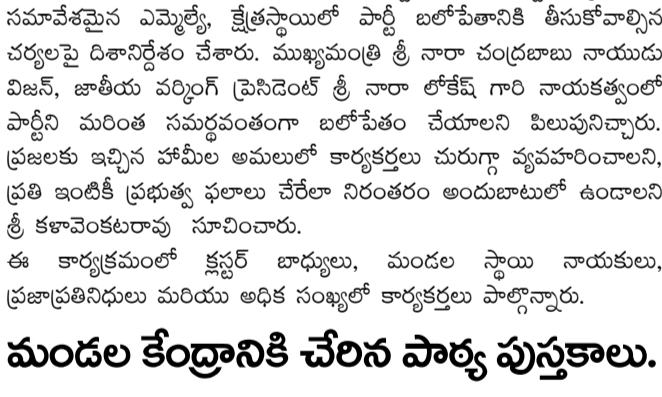 సమావేశమైన ఎమ్మెల్యే, క్షేత్రస్థాయిలో పార్టీ బలోపేతానికి తీసుకోవాల్సిన
చర్యలపై దిశానిర్దేశం చేశారు. ముఖ్యమంత్రి శ్రీ నారా చంద్రబాబు నాయుడు
విజన్, జాతీయ వర్కింగ్ ప్రెసిడెంట్ శ్రీ నారా లోకేష్ గారి నాయకత్వంలో
పార్టీని మరింత సమర్థవంతంగా బలోపేతం చేయాలని పిలుపునిచ్చారు.
ప్రజలకు ఇచ్చిన హామీల అమలులో కార్యకర్తలు చురుగ్గా వ్యవహరించాలని,
ప్రతి ఇంటికీ ప్రభుత్వ ఫలాలు చేరేలా నిరంతరం అందుబాటులో ఉండాలని
శ్రీ కళావెంకటరావు సూచించారు.
ఈ కార్యక్రమంలో క్లస్టర్ బాధ్యులు, మండల స్థాయి నాయకులు,
ప్రజాప్రతినిధులు మరియు అధిక సంఖ్యలో కార్యకర్తలు పాల్గొన్నారు.
మండల కేంద్రానికి చేరిన పాఠ్య పుస్తకాలు.